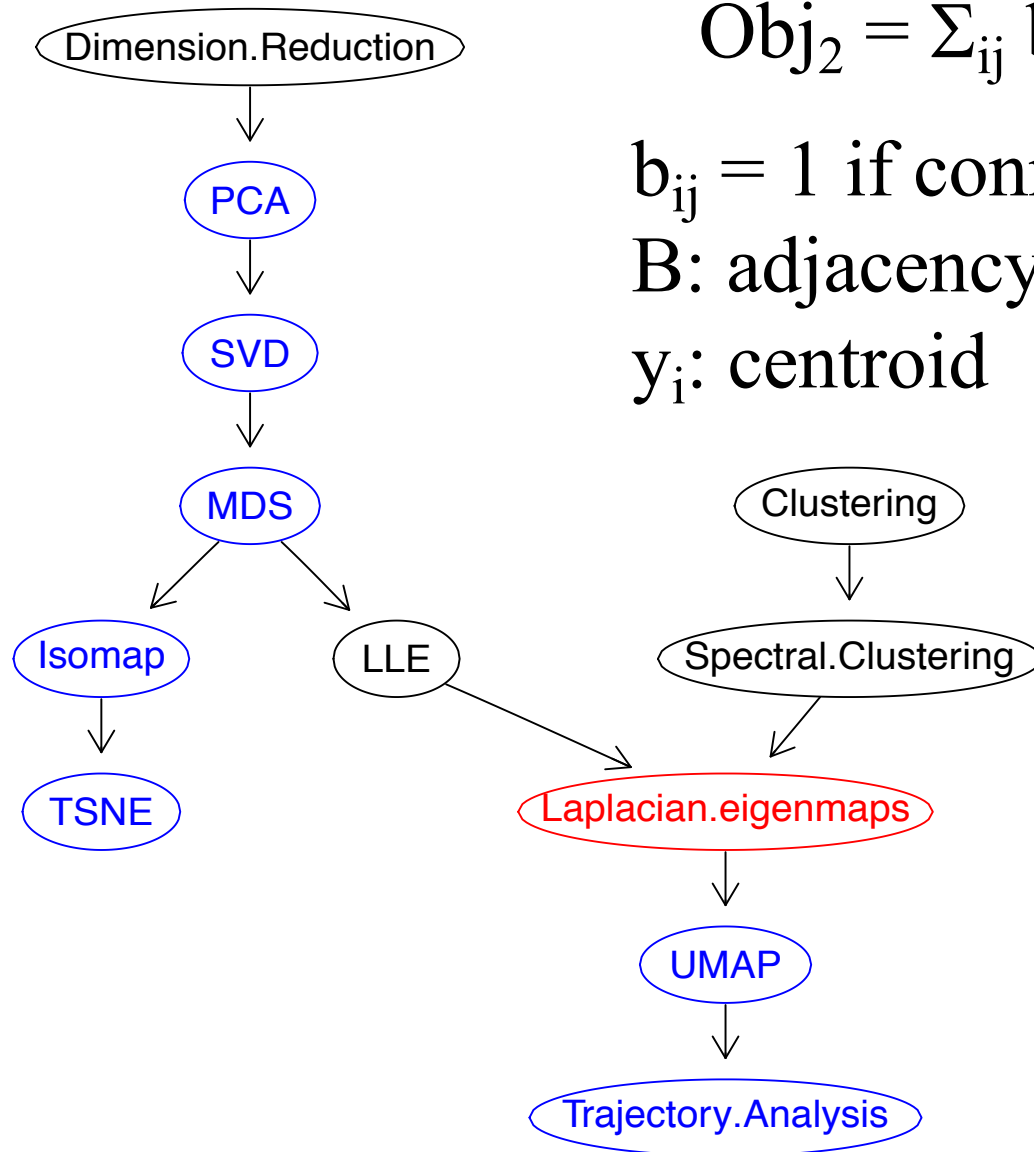 Dimension.Reduction
PCA
SVD
MDS
Isomap
LLE
TSNE
Obj₂ = Σᵢⱼ
bᵢⱼ = 1 if
B: adjacency
yᵢ: centroid
Clustering
Spectral.Clustering
Laplacian.eigenmaps
UMAP
Trajectory.Analysis